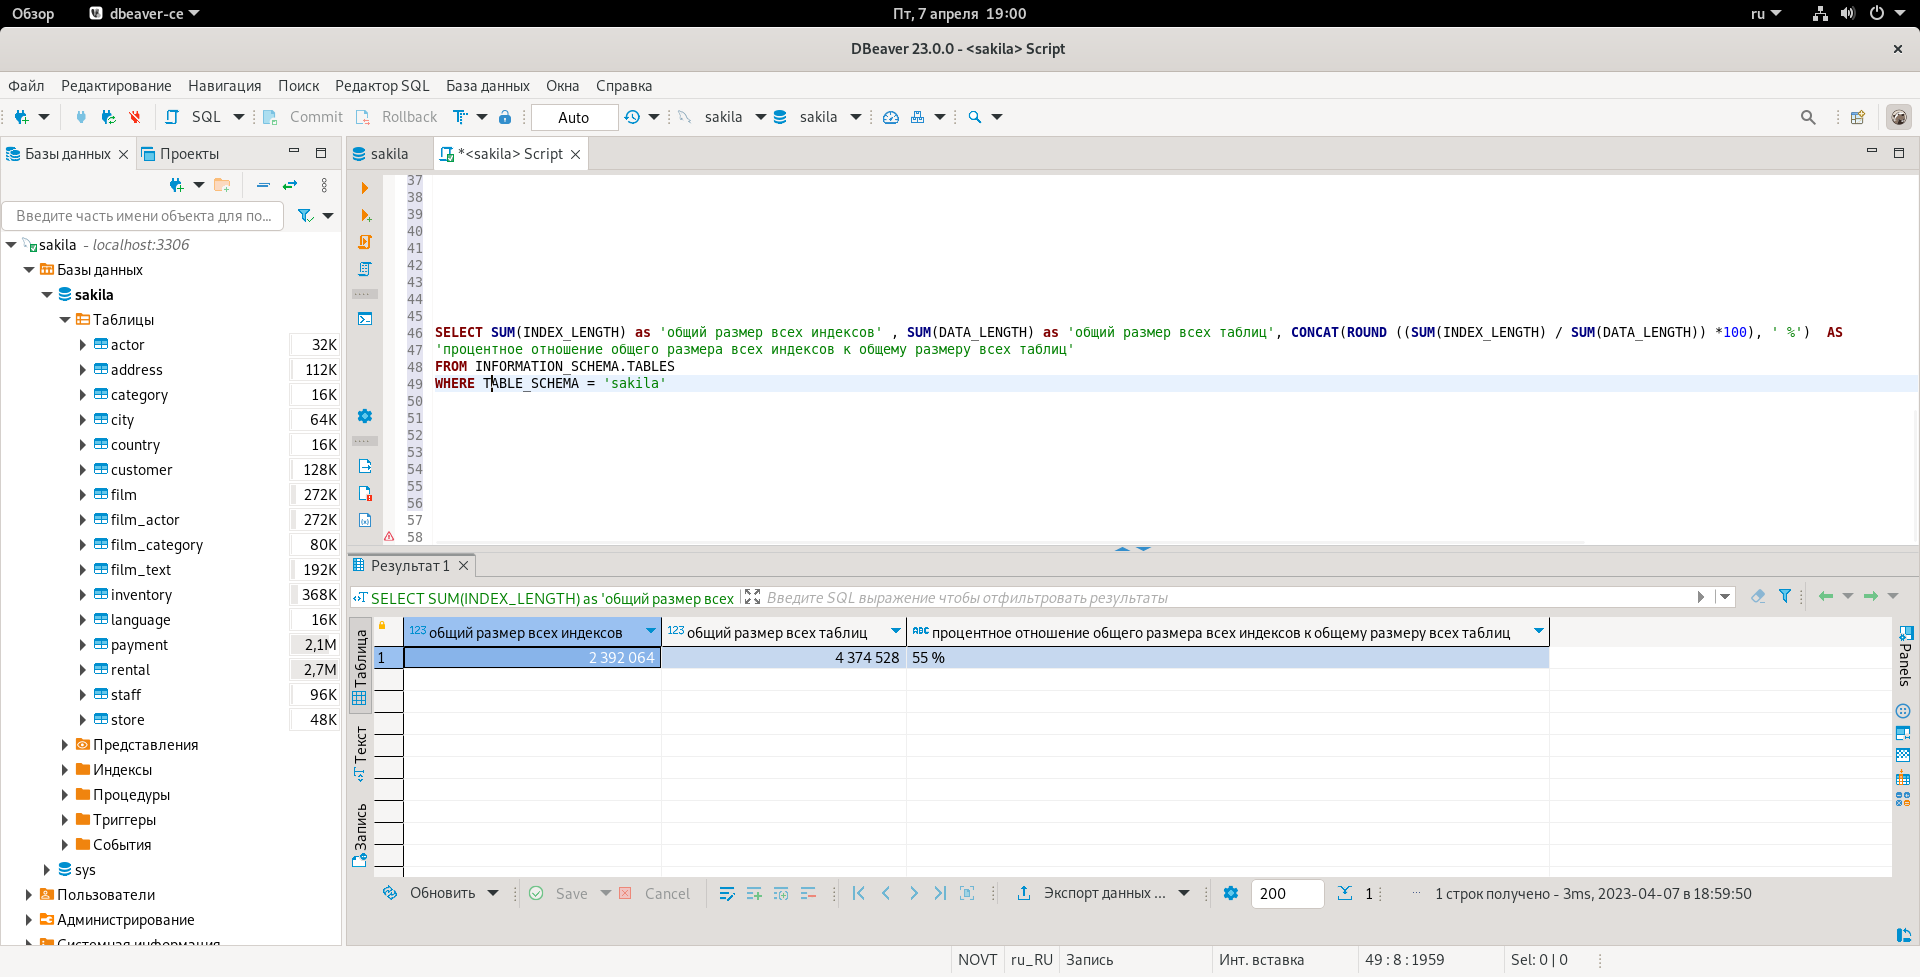 Обзор dbeaver-ce Пт, 7 апреля 19:00 ru
DBeaver 23.0.0 - <sakila> Script
Файл Редактирование Навигация Поиск Редактор SQL База данных Окна Справка
SQL Commit Rollback Auto sakila sakila
Базы данных Проекты
Введите часть имени объекта для по...
sakila - localhost:3306
Базы данных
sakila
Таблицы
actor 32K
address 112K
category 16K
city 64K
country 16K
customer 128K
film 272K
film_actor 272K
film_category 80K
film_text 192K
inventory 368K
language 16K
payment 2,1M
rental 2,7M
staff 96K
store 48K
Представления
Индексы
Процедуры
Триггеры
События
sys
Пользователи
Администрирование
Системная информация
sakila *<sakila> Script
37
38
39
40
41
42
43
44
45
46 SELECT SUM(INDEX_LENGTH) as 'общий размер всех индексов' , SUM(DATA_LENGTH) as 'общий размер всех таблиц', CONCAT(ROUND ((SUM(INDEX_LENGTH) / SUM(DATA_LENGTH)) *100), ' %') AS
47 'процентное отношение общего размера всех индексов к общему размеру всех таблиц'
48 FROM INFORMATION_SCHEMA.TABLES
49 WHERE TABLE_SCHEMA = 'sakila'
50
51
52
53
54
55
56
57
58
Результат 1
SELECT SUM(INDEX_LENGTH) as 'общий размер всех Введите SQL выражение чтобы отфильтровать результаты
Таблица
Текст
Запись
123 общий размер всех индексов 123 общий размер всех таблиц ABC процентное отношение общего размера всех индексов к общему размеру всех таблиц
1 2 392 064 4 374 528 55 %
Panels
Обновить Save Cancel Экспорт данных ... 200 1 1 строк получено - 3ms, 2023-04-07 в 18:59:50
NOVT ru_RU Запись Инт. вставка 49 : 8 : 1959 Sel: 0 | 0